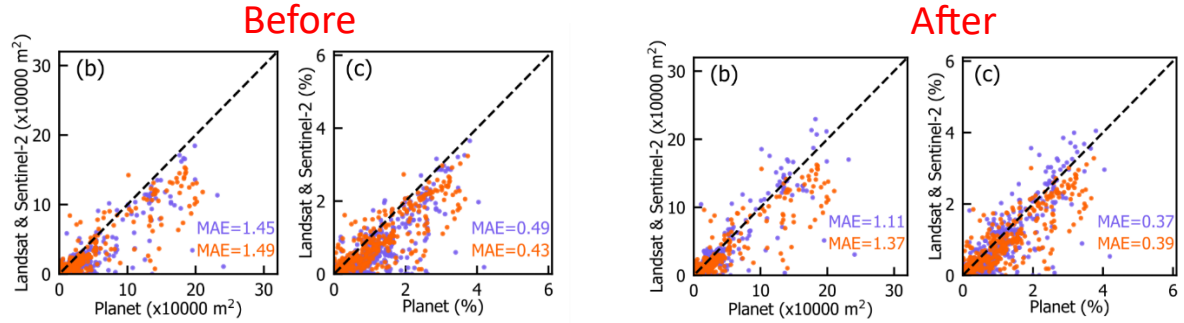 Before
After
Landsat & Sentinel-2 (x10000 m²)
30
20
10
0
(b)
MAE=1.45
MAE=1.49
0
10
20
30
Planet (x10000 m²)
Landsat & Sentinel-2 (%)
6
4
2
0
(c)
MAE=0.49
MAE=0.43
0
2
4
6
Planet (%)
Landsat & Sentinel-2 (x10000 m²)
30
20
10
0
(b)
MAE=1.11
MAE=1.37
0
10
20
30
Planet (x10000 m²)
Landsat & Sentinel-2 (%)
6
4
2
0
(c)
MAE=0.37
MAE=0.39
0
2
4
6
Planet (%)